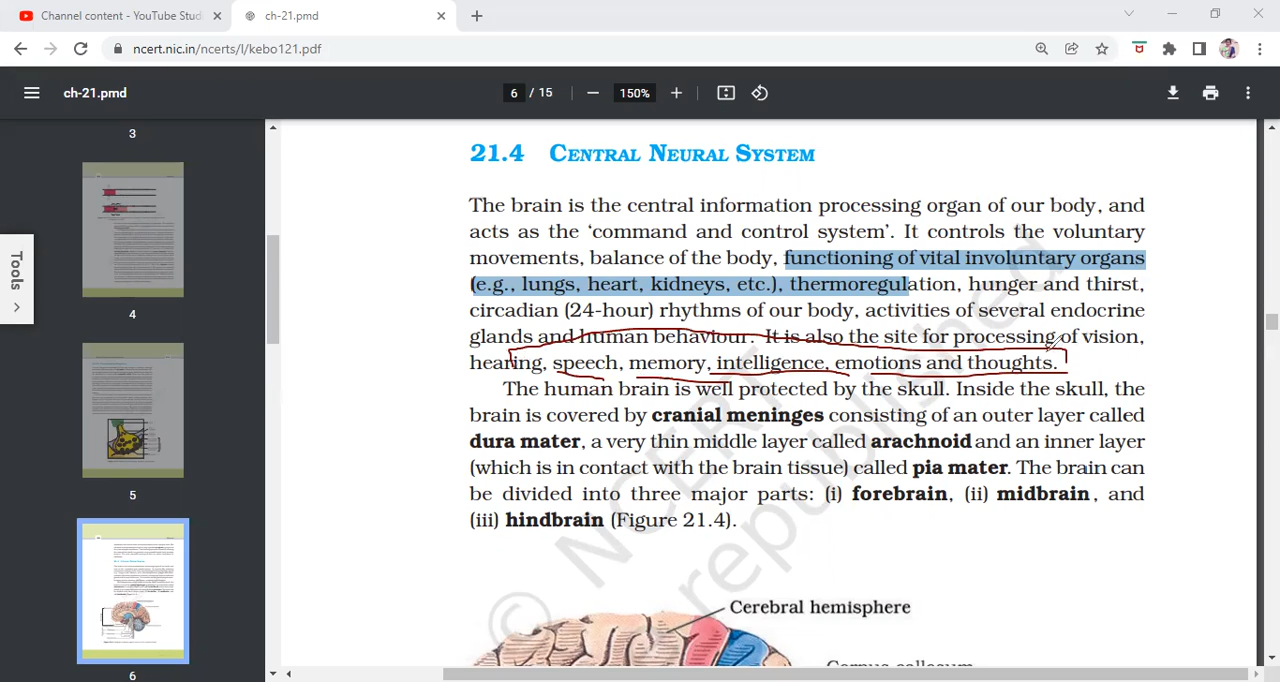 Channel content - YouTube Stud
ch-21.pmd
ncert.nic.in/ncerts/l/kebo121.pdf
ch-21.pmd
6 / 15
150%
3
4
5
6
Tools
21.4 CENTRAL NEURAL SYSTEM
The brain is the central information processing organ of our body, and
acts as the ‘command and control system’. It controls the voluntary
movements, balance of the body, functioning of vital involuntary organs
(e.g., lungs, heart, kidneys, etc.), thermoregulation, hunger and thirst,
circadian (24-hour) rhythms of our body, activities of several endocrine
glands and human behaviour. It is also the site for processing of vision,
hearing, speech, memory, intelligence, emotions and thoughts.
The human brain is well protected by the skull. Inside the skull, the
brain is covered by cranial meninges consisting of an outer layer called
dura mater, a very thin middle layer called arachnoid and an inner layer
(which is in contact with the brain tissue) called pia mater. The brain can
be divided into three major parts: (i) forebrain, (ii) midbrain, and
(iii) hindbrain (Figure 21.4).
© NCERT
republished
Cerebral hemisphere
Corpus callosum